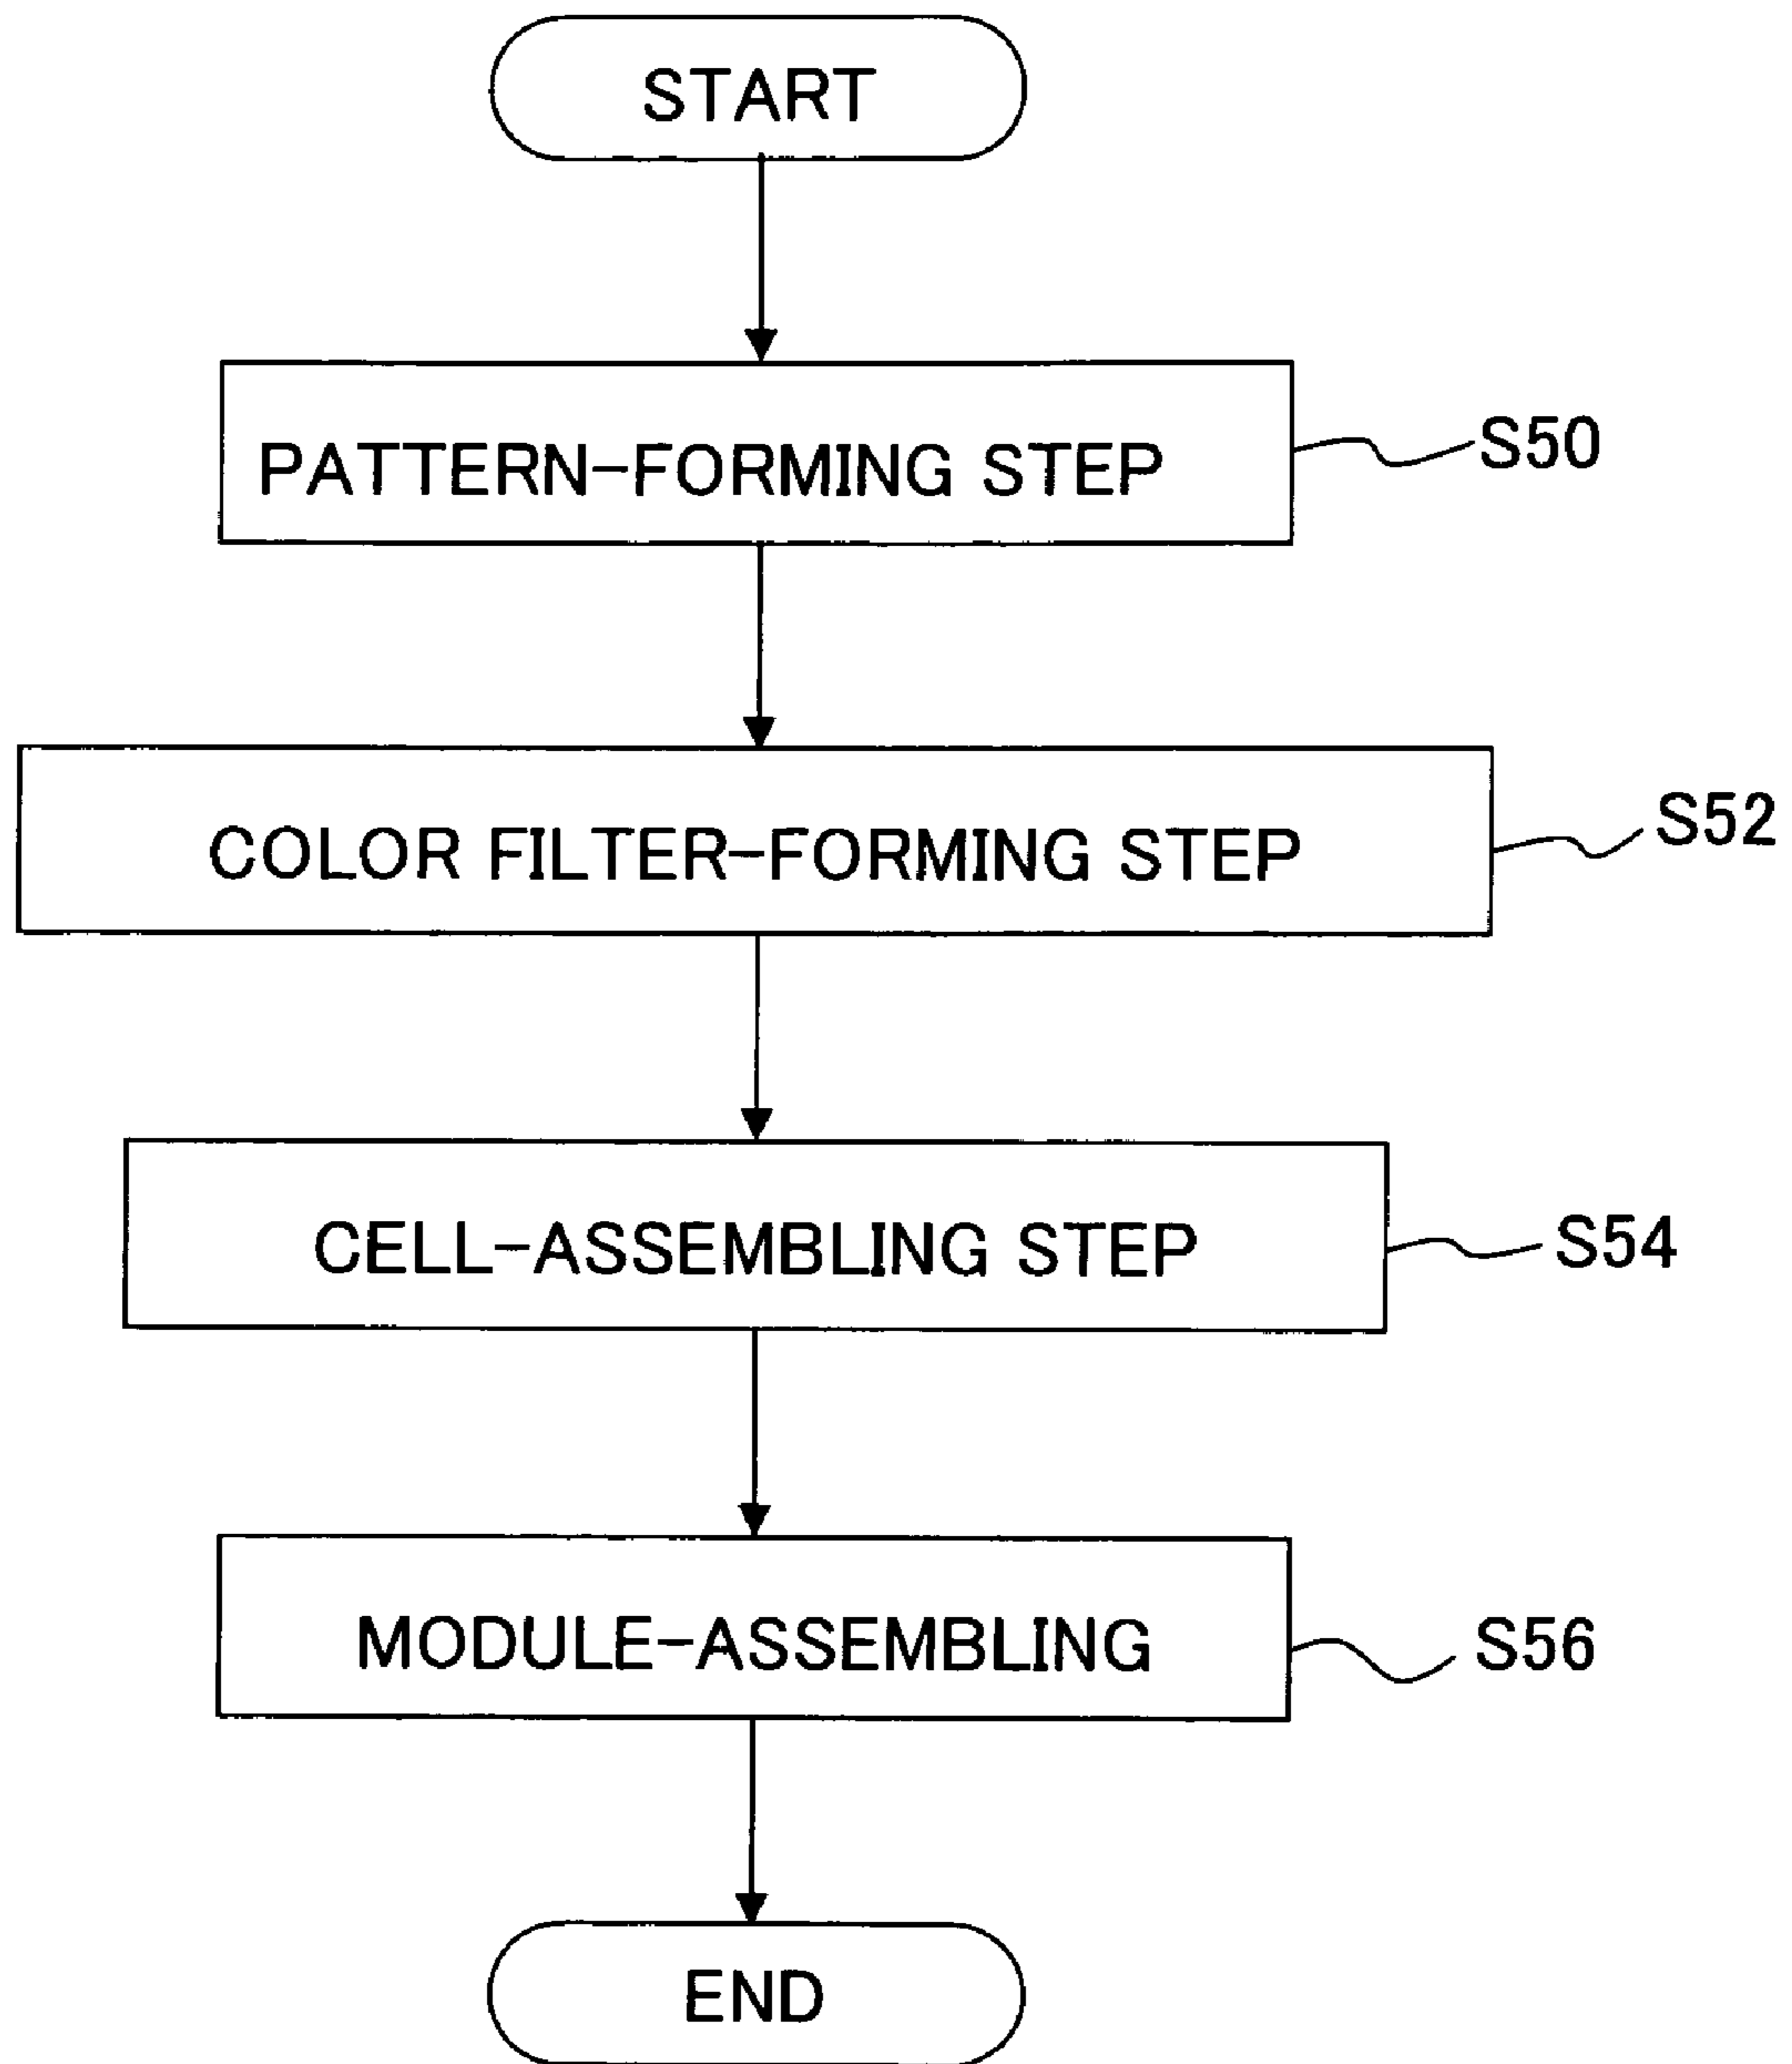 START
PATTERN-FORMING STEP
S50
COLOR FILTER-FORMING STEP
S52
CELL-ASSEMBLING STEP
S54
MODULE-ASSEMBLING
S56
END